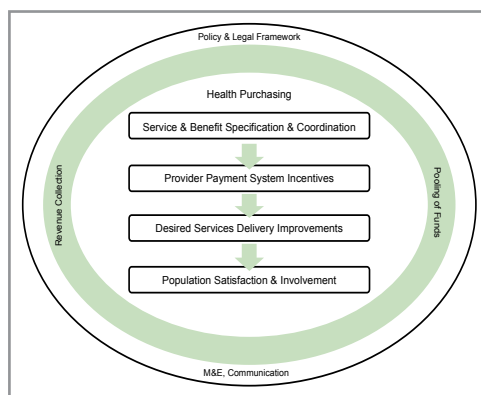 Policy & Legal Framework
Health Purchasing
Service & Benefit Specification & Coordination
Provider Payment System Incentives
Revenue Collection
Pooling of Funds
Desired Services Delivery Improvements
Population Satisfaction & Involvement
M&E, Communication